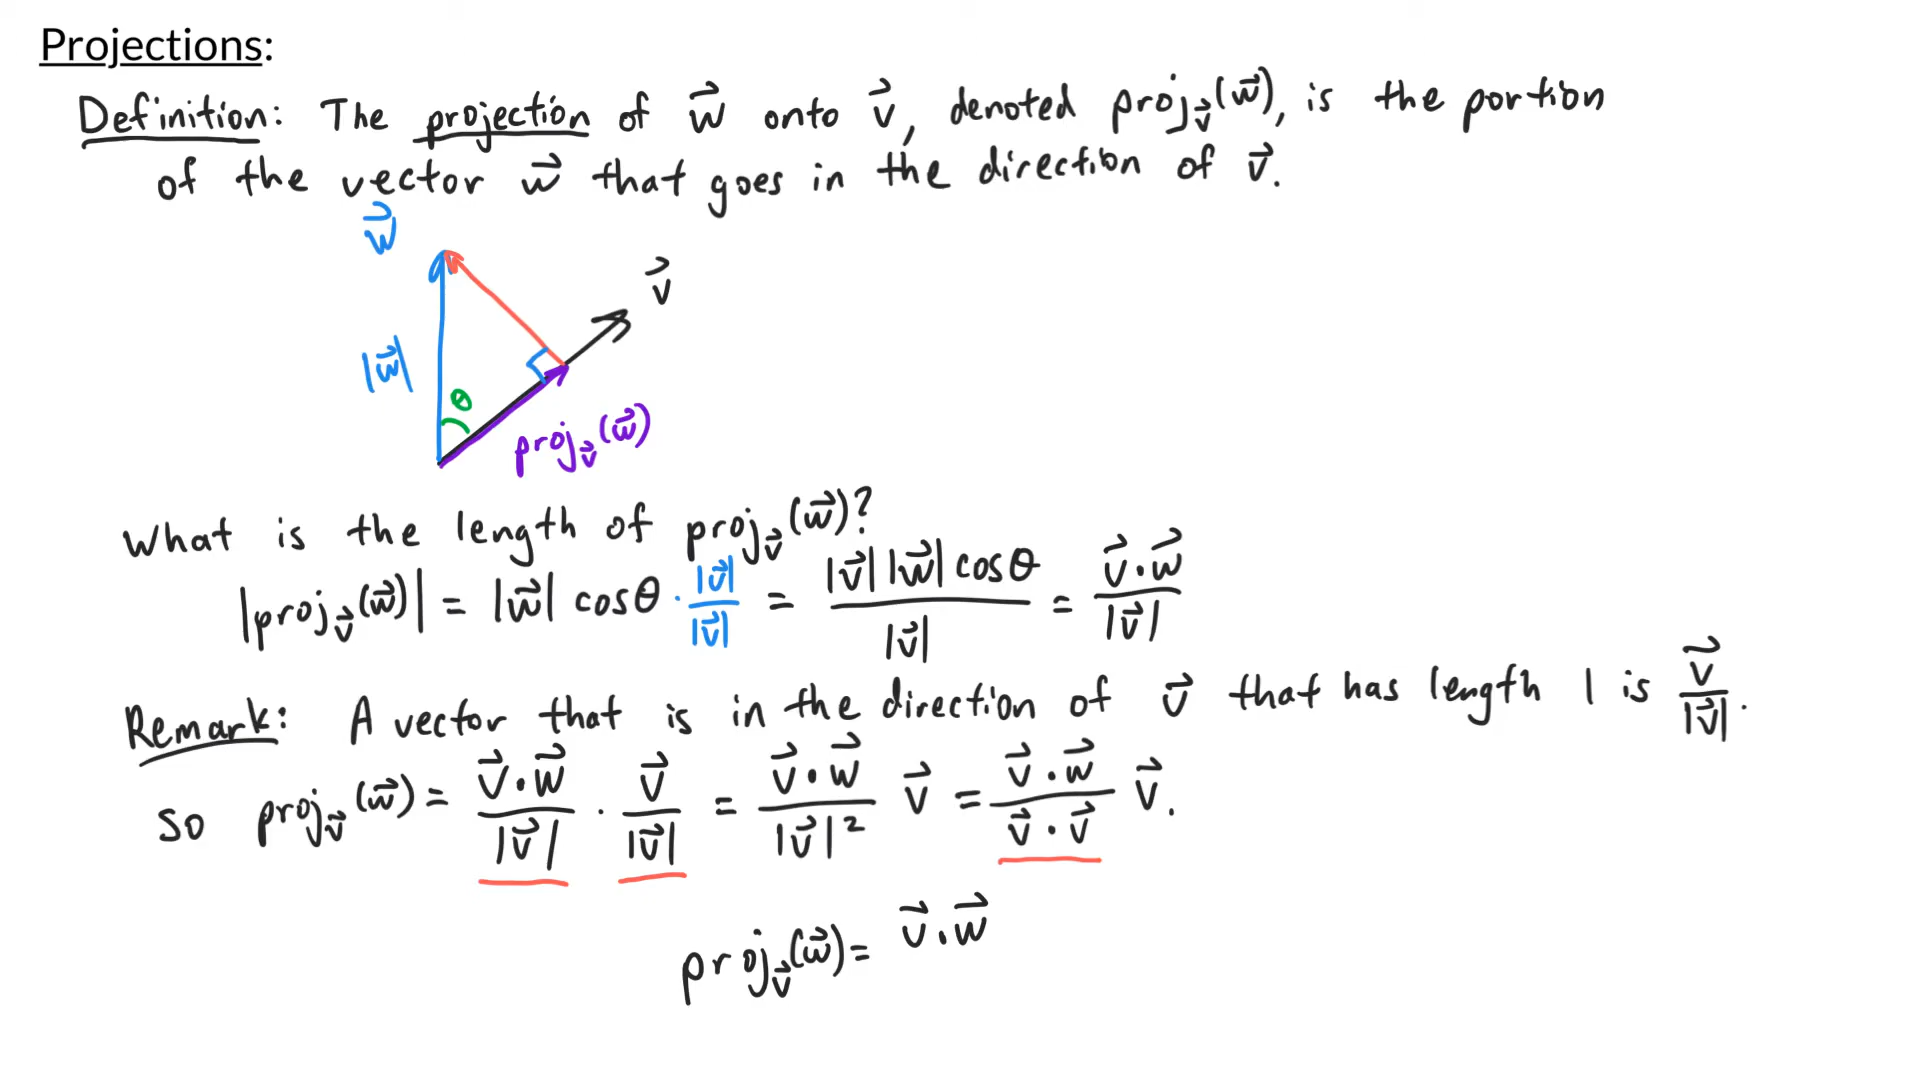 Projections:
Definition: The projection of w⃗ onto v⃗, denoted proj_v⃗(w⃗), is the portion
of the vector w⃗ that goes in the direction of v⃗.
w⃗
v⃗
|w⃗|
θ
proj_v⃗(w⃗)
What is the length of proj_v⃗(w⃗)?
|proj_v⃗(w⃗)| = |w⃗| cosθ · |v⃗|/|v⃗| = |v⃗||w⃗| cosθ / |v⃗| = v⃗·w⃗ / |v⃗|
Remark: A vector that is in the direction of v⃗ that has length 1 is v⃗/|v⃗|.
So proj_v⃗(w⃗) = v⃗·w⃗/|v⃗| · v⃗/|v⃗| = v⃗·w⃗/|v⃗|² v⃗ = v⃗·w⃗/v⃗·v⃗ v⃗.
proj_v⃗(w⃗) = v⃗·w⃗